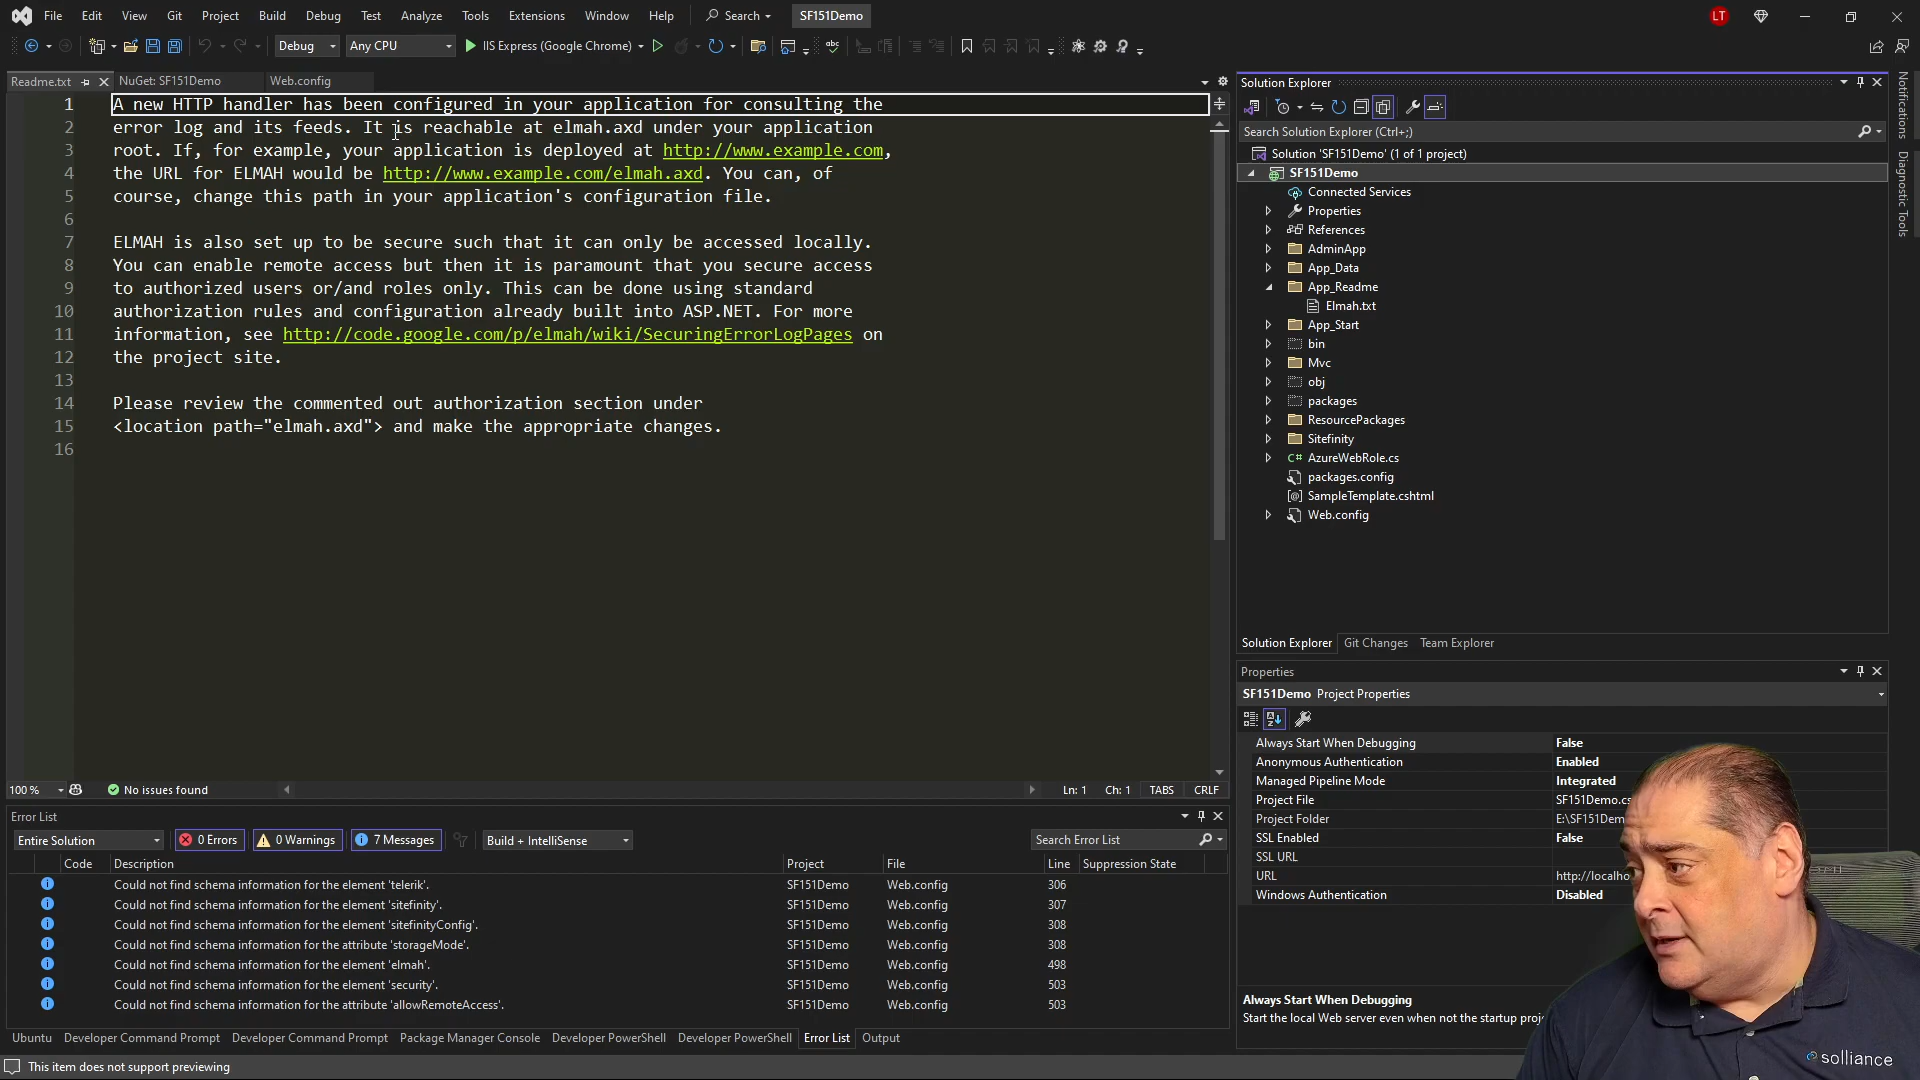 File Edit View Git Project Build Debug Test Analyze Tools Extensions Window Help Search SF151Demo LT
Debug Any CPU IIS Express (Google Chrome)
Readme.txt NuGet: SF151Demo Web.config
1 A new HTTP handler has been configured in your application for consulting the
2 error log and its feeds. It is reachable at elmah.axd under your application
3 root. If, for example, your application is deployed at http://www.example.com,
4 the URL for ELMAH would be http://www.example.com/elmah.axd. You can, of
5 course, change this path in your application's configuration file.
6
7 ELMAH is also set up to be secure such that it can only be accessed locally.
8 You can enable remote access but then it is paramount that you secure access
9 to authorized users or/and roles only. This can be done using standard
10 authorization rules and configuration already built into ASP.NET. For more
11 information, see http://code.google.com/p/elmah/wiki/SecuringErrorLogPages on
12 the project site.
13
14 Please review the commented out authorization section under
15 <location path="elmah.axd"> and make the appropriate changes.
16
100 % No issues found Ln: 1 Ch: 1 TABS CRLF
Error List
Entire Solution 0 Errors 0 Warnings 7 Messages Build + IntelliSense Search Error List
Code Description Project File Line Suppression State
Could not find schema information for the element 'telerik'. SF151Demo Web.config 306
Could not find schema information for the element 'sitefinity'. SF151Demo Web.config 307
Could not find schema information for the element 'sitefinityConfig'. SF151Demo Web.config 308
Could not find schema information for the attribute 'storageMode'. SF151Demo Web.config 308
Could not find schema information for the element 'elmah'. SF151Demo Web.config 498
Could not find schema information for the element 'security'. SF151Demo Web.config 503
Could not find schema information for the attribute 'allowRemoteAccess'. SF151Demo Web.config 503
Ubuntu Developer Command Prompt Developer Command Prompt Package Manager Console Developer PowerShell Developer PowerShell Error List Output
This item does not support previewing
Solution Explorer
Search Solution Explorer (Ctrl+;)
Solution 'SF151Demo' (1 of 1 project)
SF151Demo
Connected Services
Properties
References
AdminApp
App_Data
App_Readme
Elmah.txt
App_Start
bin
Mvc
obj
packages
ResourcePackages
Sitefinity
C# AzureWebRole.cs
packages.config
SampleTemplate.cshtml
Web.config
Solution Explorer Git Changes Team Explorer
Properties
SF151Demo Project Properties
Always Start When Debugging False
Anonymous Authentication Enabled
Managed Pipeline Mode Integrated
Project File SF151Demo.cs
Project Folder E:\SF151Dem
SSL Enabled False
SSL URL
URL http://localho
Windows Authentication Disabled
Always Start When Debugging
Start the local Web server even when not the startup proj
Notifications
Diagnostic Tools
solliance